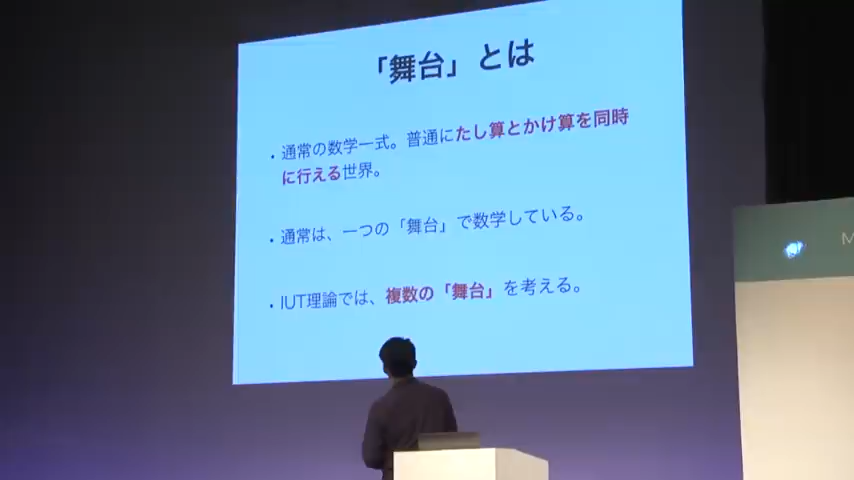 「舞台」とは
・通常の数学一式。普通にたし算とかけ算を同時
に行える世界。
・通常は、一つの「舞台」で数学している。
・IUT理論では、複数の「舞台」を考える。
M